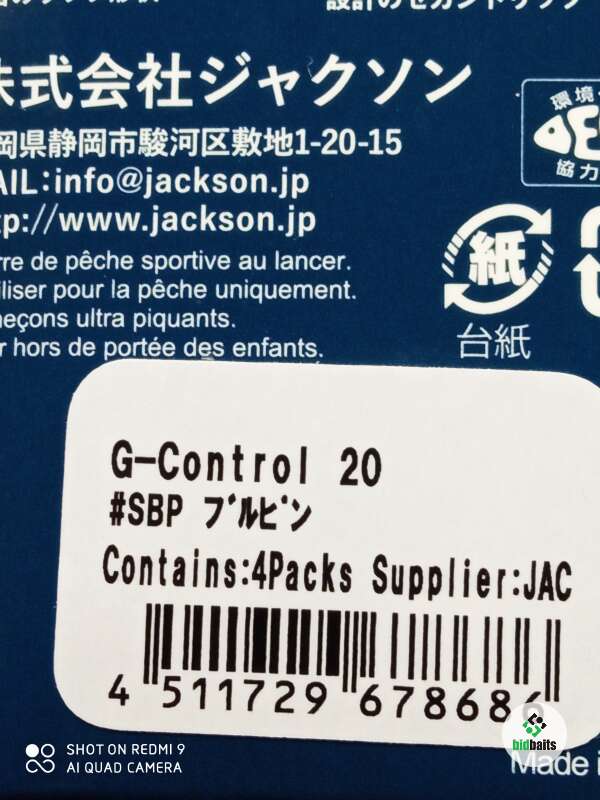 株式会社ジャクソン
岡県静岡市駿河区敷地1-20-15
AIL:info@jackson.jp
tp://www.jackson.jp
rre de pêche sportive au lancer.
iliser pour la pêche uniquement.
meçons ultra piquants.
r hors de portée des enfants.
環境
協力
紙
台紙
G-Control 20
#SBP ブルピン
Contains:4Packs Supplier:JAC
4 511729 678686
bidbaits
Made i
SHOT ON REDMI 9
AI QUAD CAMERA